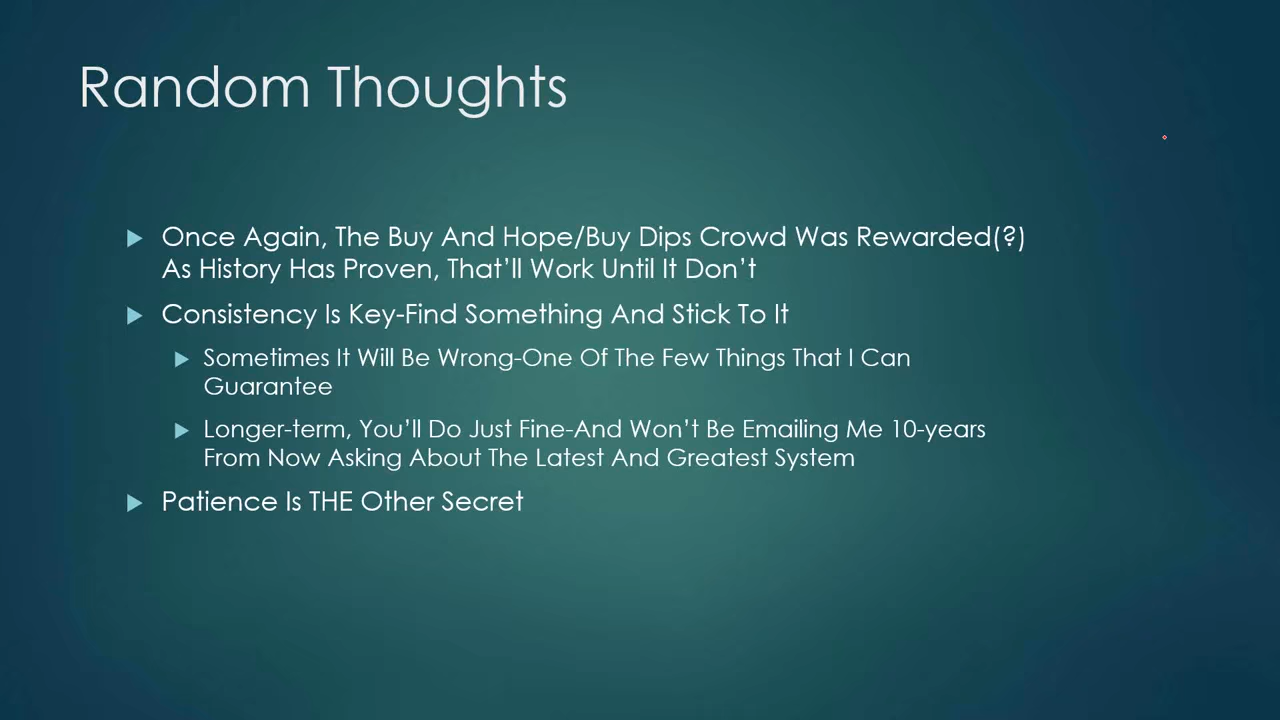 Random Thoughts
Once Again, The Buy And Hope/Buy Dips Crowd Was Rewarded(?)
As History Has Proven, That’ll Work Until It Don’t
Consistency Is Key-Find Something And Stick To It
Sometimes It Will Be Wrong-One Of The Few Things That I Can
Guarantee
Longer-term, You’ll Do Just Fine-And Won’t Be Emailing Me 10-years
From Now Asking About The Latest And Greatest System
Patience Is THE Other Secret